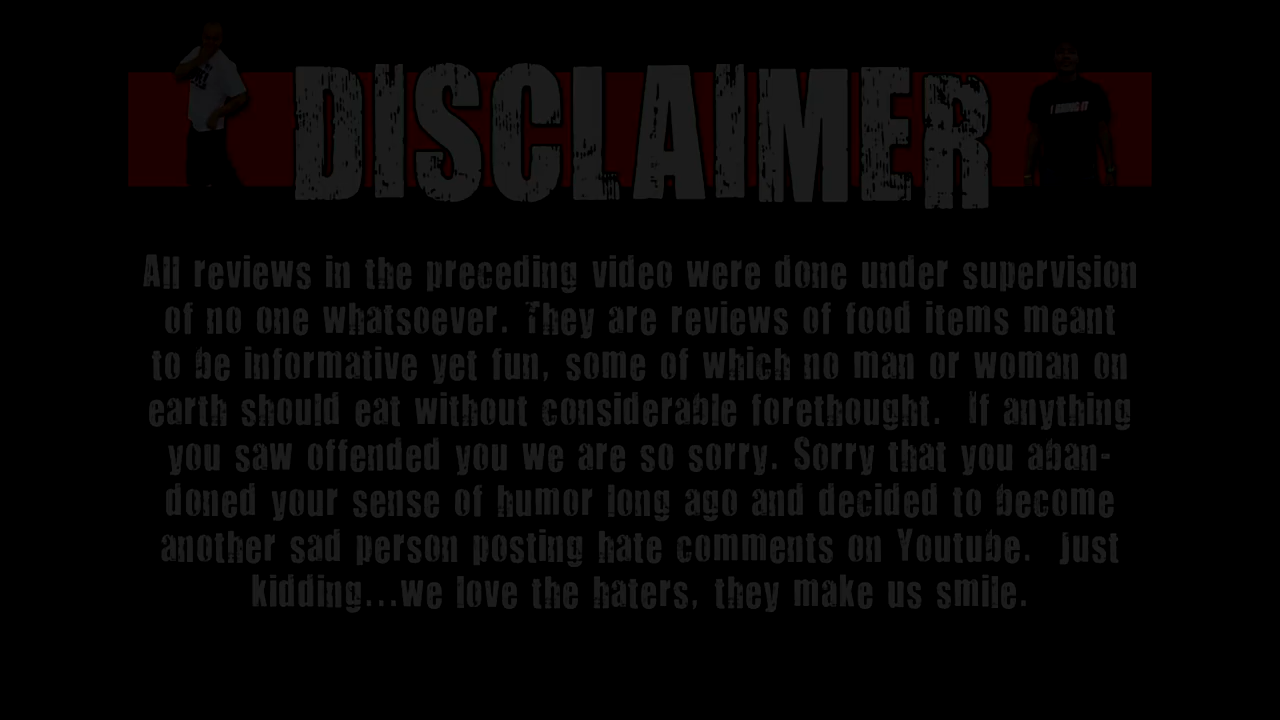 DISCLAIMER
I BRING IT
All reviews in the preceding video were done under supervision
of no one whatsoever. They are reviews of food items meant
to be informative yet fun, some of which no man or woman on
earth should eat without considerable forethought. If anything
you saw offended you we are so sorry. Sorry that you aban-
doned your sense of humor long ago and decided to become
another sad person posting hate comments on Youtube. Just
kidding...we love the haters, they make us smile.